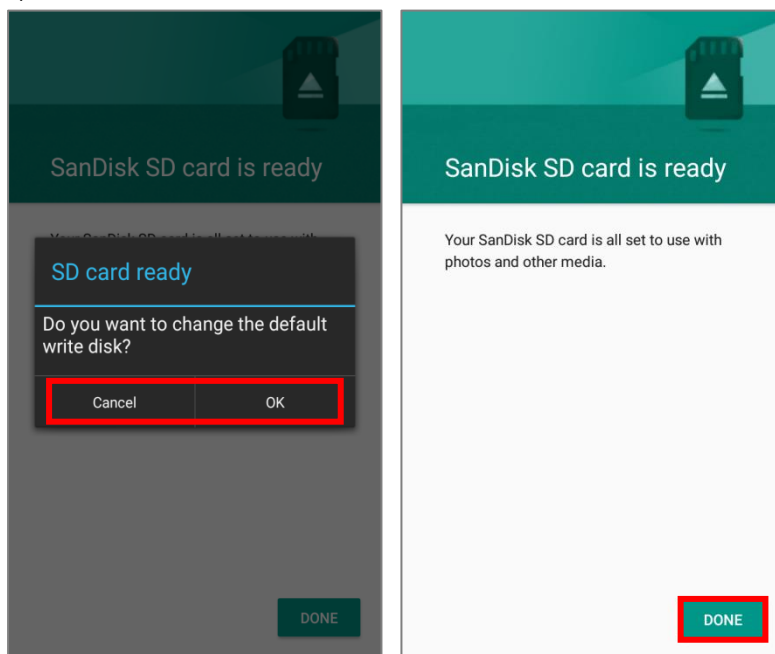 SanDisk SD card is ready
SD card ready
Do you want to change the default
write disk?
Cancel OK
DONE
SanDisk SD card is ready
Your SanDisk SD card is all set to use with
photos and other media.
DONE